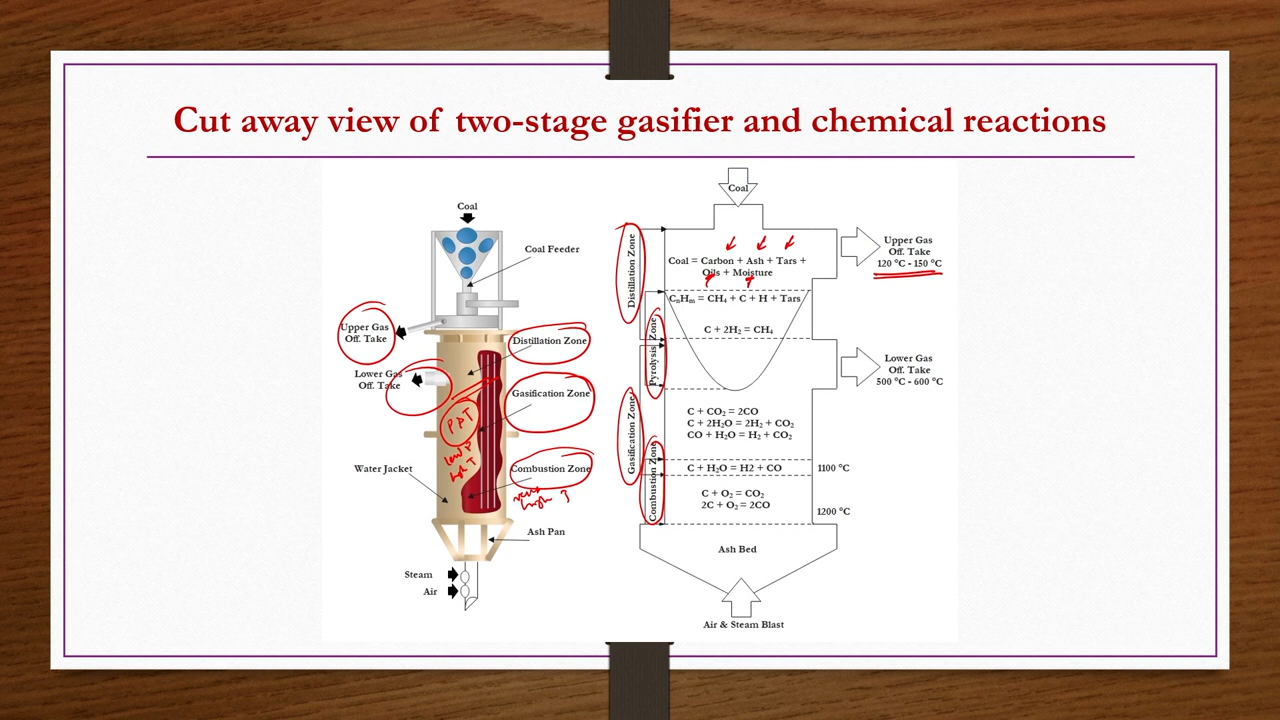 Cut away view of two-stage gasifier and chemical reactions
Coal
Coal Feeder
Upper Gas
Off. Take
Lower Gas
Off. Take
Distillation Zone
Gasification Zone
PPT
Combustion Zone
high
Water Jacket
Ash Pan
Steam
Air
Coal
Distillation Zone
Pyrolysis Zone
Gasification Zone
Combustion Zone
Coal = Carbon + Ash + Tars +
Oils + Moisture
CₙHₘ = CH₄ + C + H + Tars
C + 2H₂ = CH₄
C + CO₂ = 2CO
C + 2H₂O = 2H₂ + CO₂
CO + H₂O = H₂ + CO₂
C + H₂O = H2 + CO
C + O₂ = CO₂
2C + O₂ = 2CO
Ash Bed
Air & Steam Blast
Upper Gas
Off. Take
120 °C - 150 °C
Lower Gas
Off. Take
500 °C - 600 °C
1100 °C
1200 °C